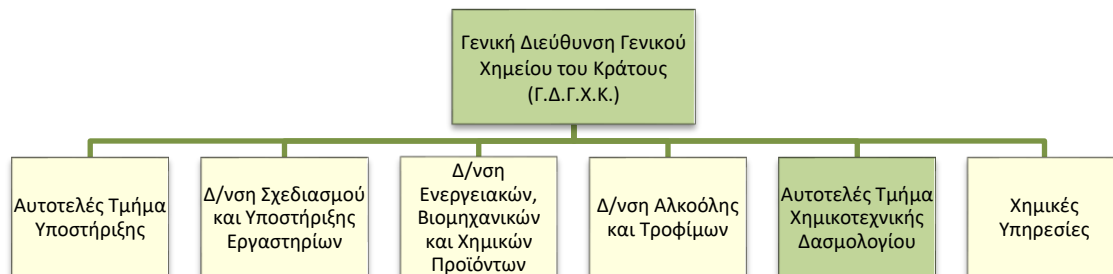 Γενική Διεύθυνση Γενικού
Χημείου του Κράτους
(Γ.Δ.Γ.Χ.Κ.)
Αυτοτελές Τμήμα
Υποστήριξης
Δ/νση Σχεδιασμού
και Υποστήριξης
Εργαστηρίων
Δ/νση
Ενεργειακών,
Βιομηχανικών
και Χημικών
Προϊόντων
Δ/νση Αλκοόλης
και Τροφίμων
Αυτοτελές Τμήμα
Χημικοτεχνικής
Δασμολογίου
Χημικές
Υπηρεσίες